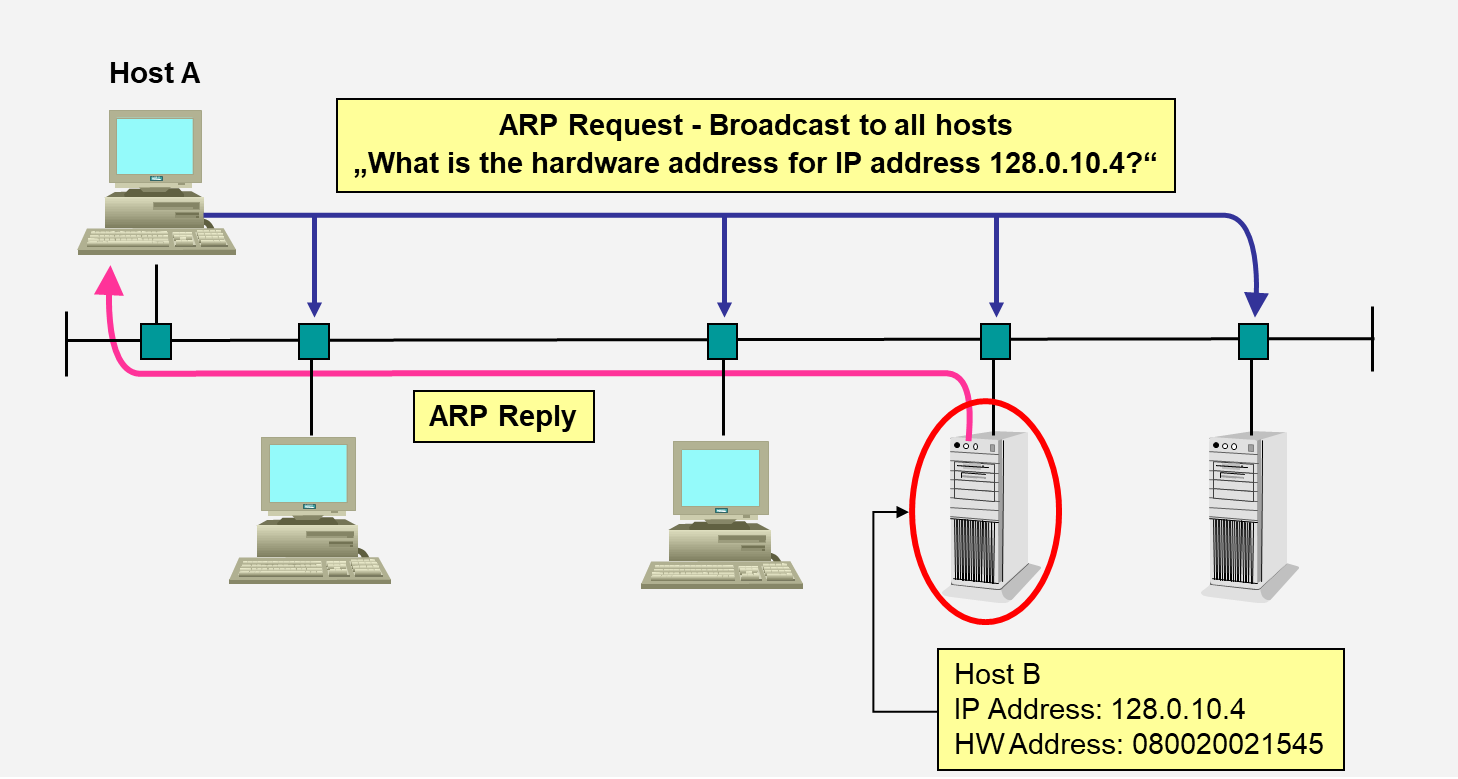 Host A
ARP Request - Broadcast to all hosts
„What is the hardware address for IP address 128.0.10.4?“
ARP Reply
Host B
IP Address: 128.0.10.4
HW Address: 080020021545